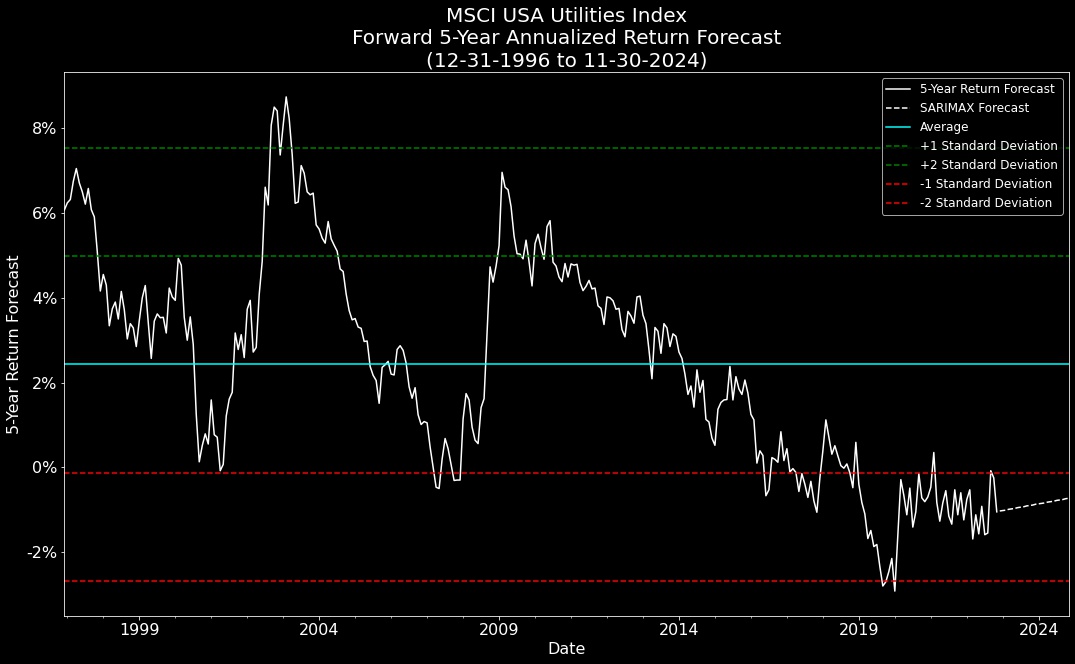 MSCI USA Utilities Index
Forward 5-Year Annualized Return Forecast
(12-31-1996 to 11-30-2024)
5-Year Return Forecast
SARIMAX Forecast
Average
+1 Standard Deviation
+2 Standard Deviation
-1 Standard Deviation
-2 Standard Deviation
5-Year Return Forecast
8%
6%
4%
2%
0%
-2%
1999
2004
2009
2014
2019
2024
Date